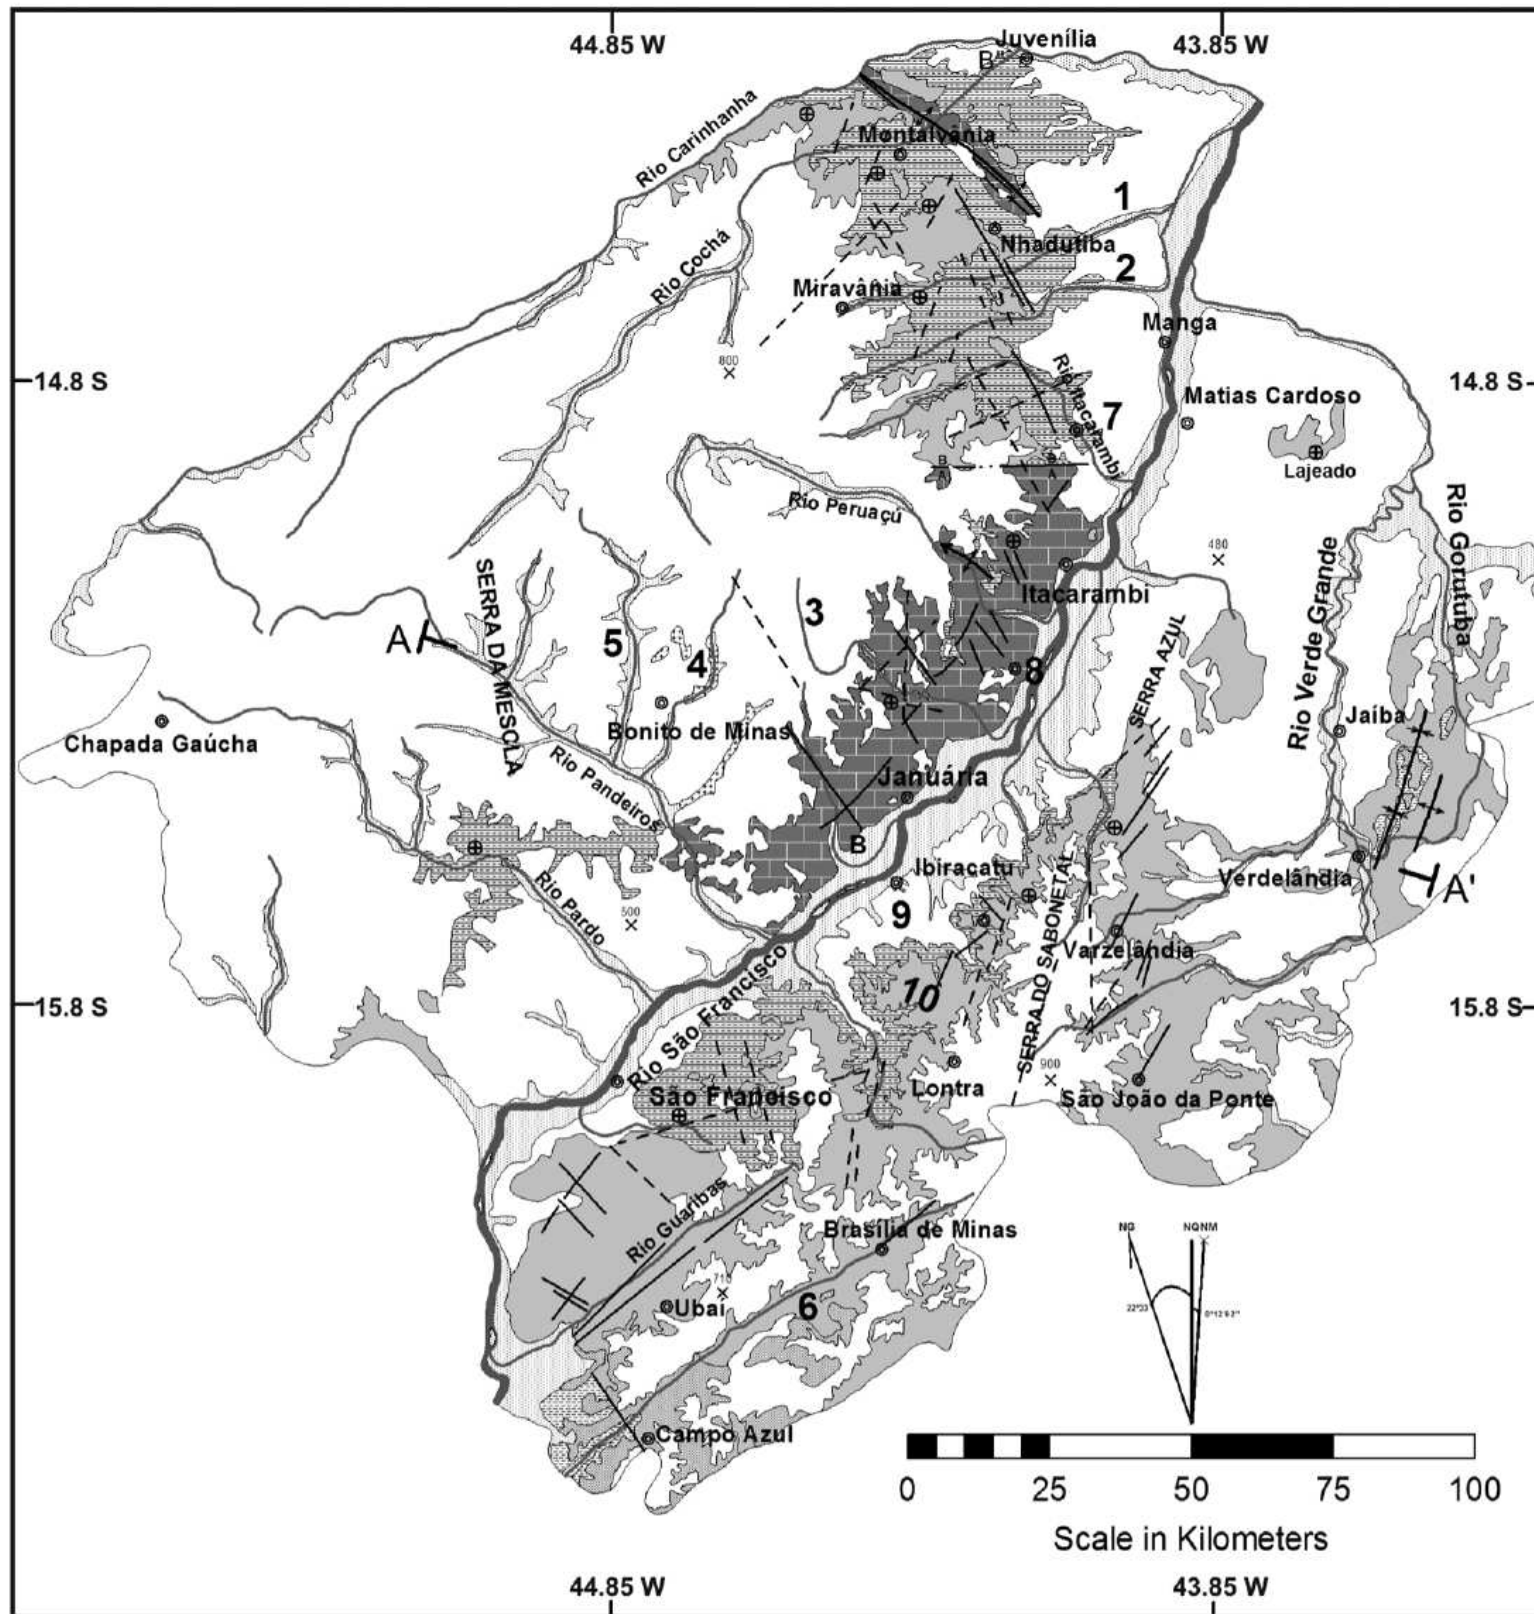 44.85 W
43.85 W
Juvenília
B"
Rio Carinhanha
Montalvânia
1
Nhadutiba
Rio Cochá
2
Miravânia
Manga
800
14.8 S
14.8 S
Rio Itacarambi
Matias Cardoso
7
B
A
B
A
Lajeado
Rio Peruaçú
Rio Gorutuba
480
Rio Verde Grande
SERRA DA MESCLA
Itacarambi
3
A
5
4
8
SERRA AZUL
Bonito de Minas
Jaíba
Chapada Gaúcha
Rio Pandeiros
Januária
B
Ibiracatu
Verdelândia
A'
Rio Pardo
500
9
SERRA DO SABONETAL
Varzelândia
10
15.8 S
15.8 S
Rio São Francisco
900
Lontra
São Francisco
São João da Ponte
Rio Guaribas
Brasília de Minas
NG
NQ NM
710
Ubaí
6
22°33
Campo Azul
0
25
50
75
100
Scale in Kilometers
44.85 W
43.85 W